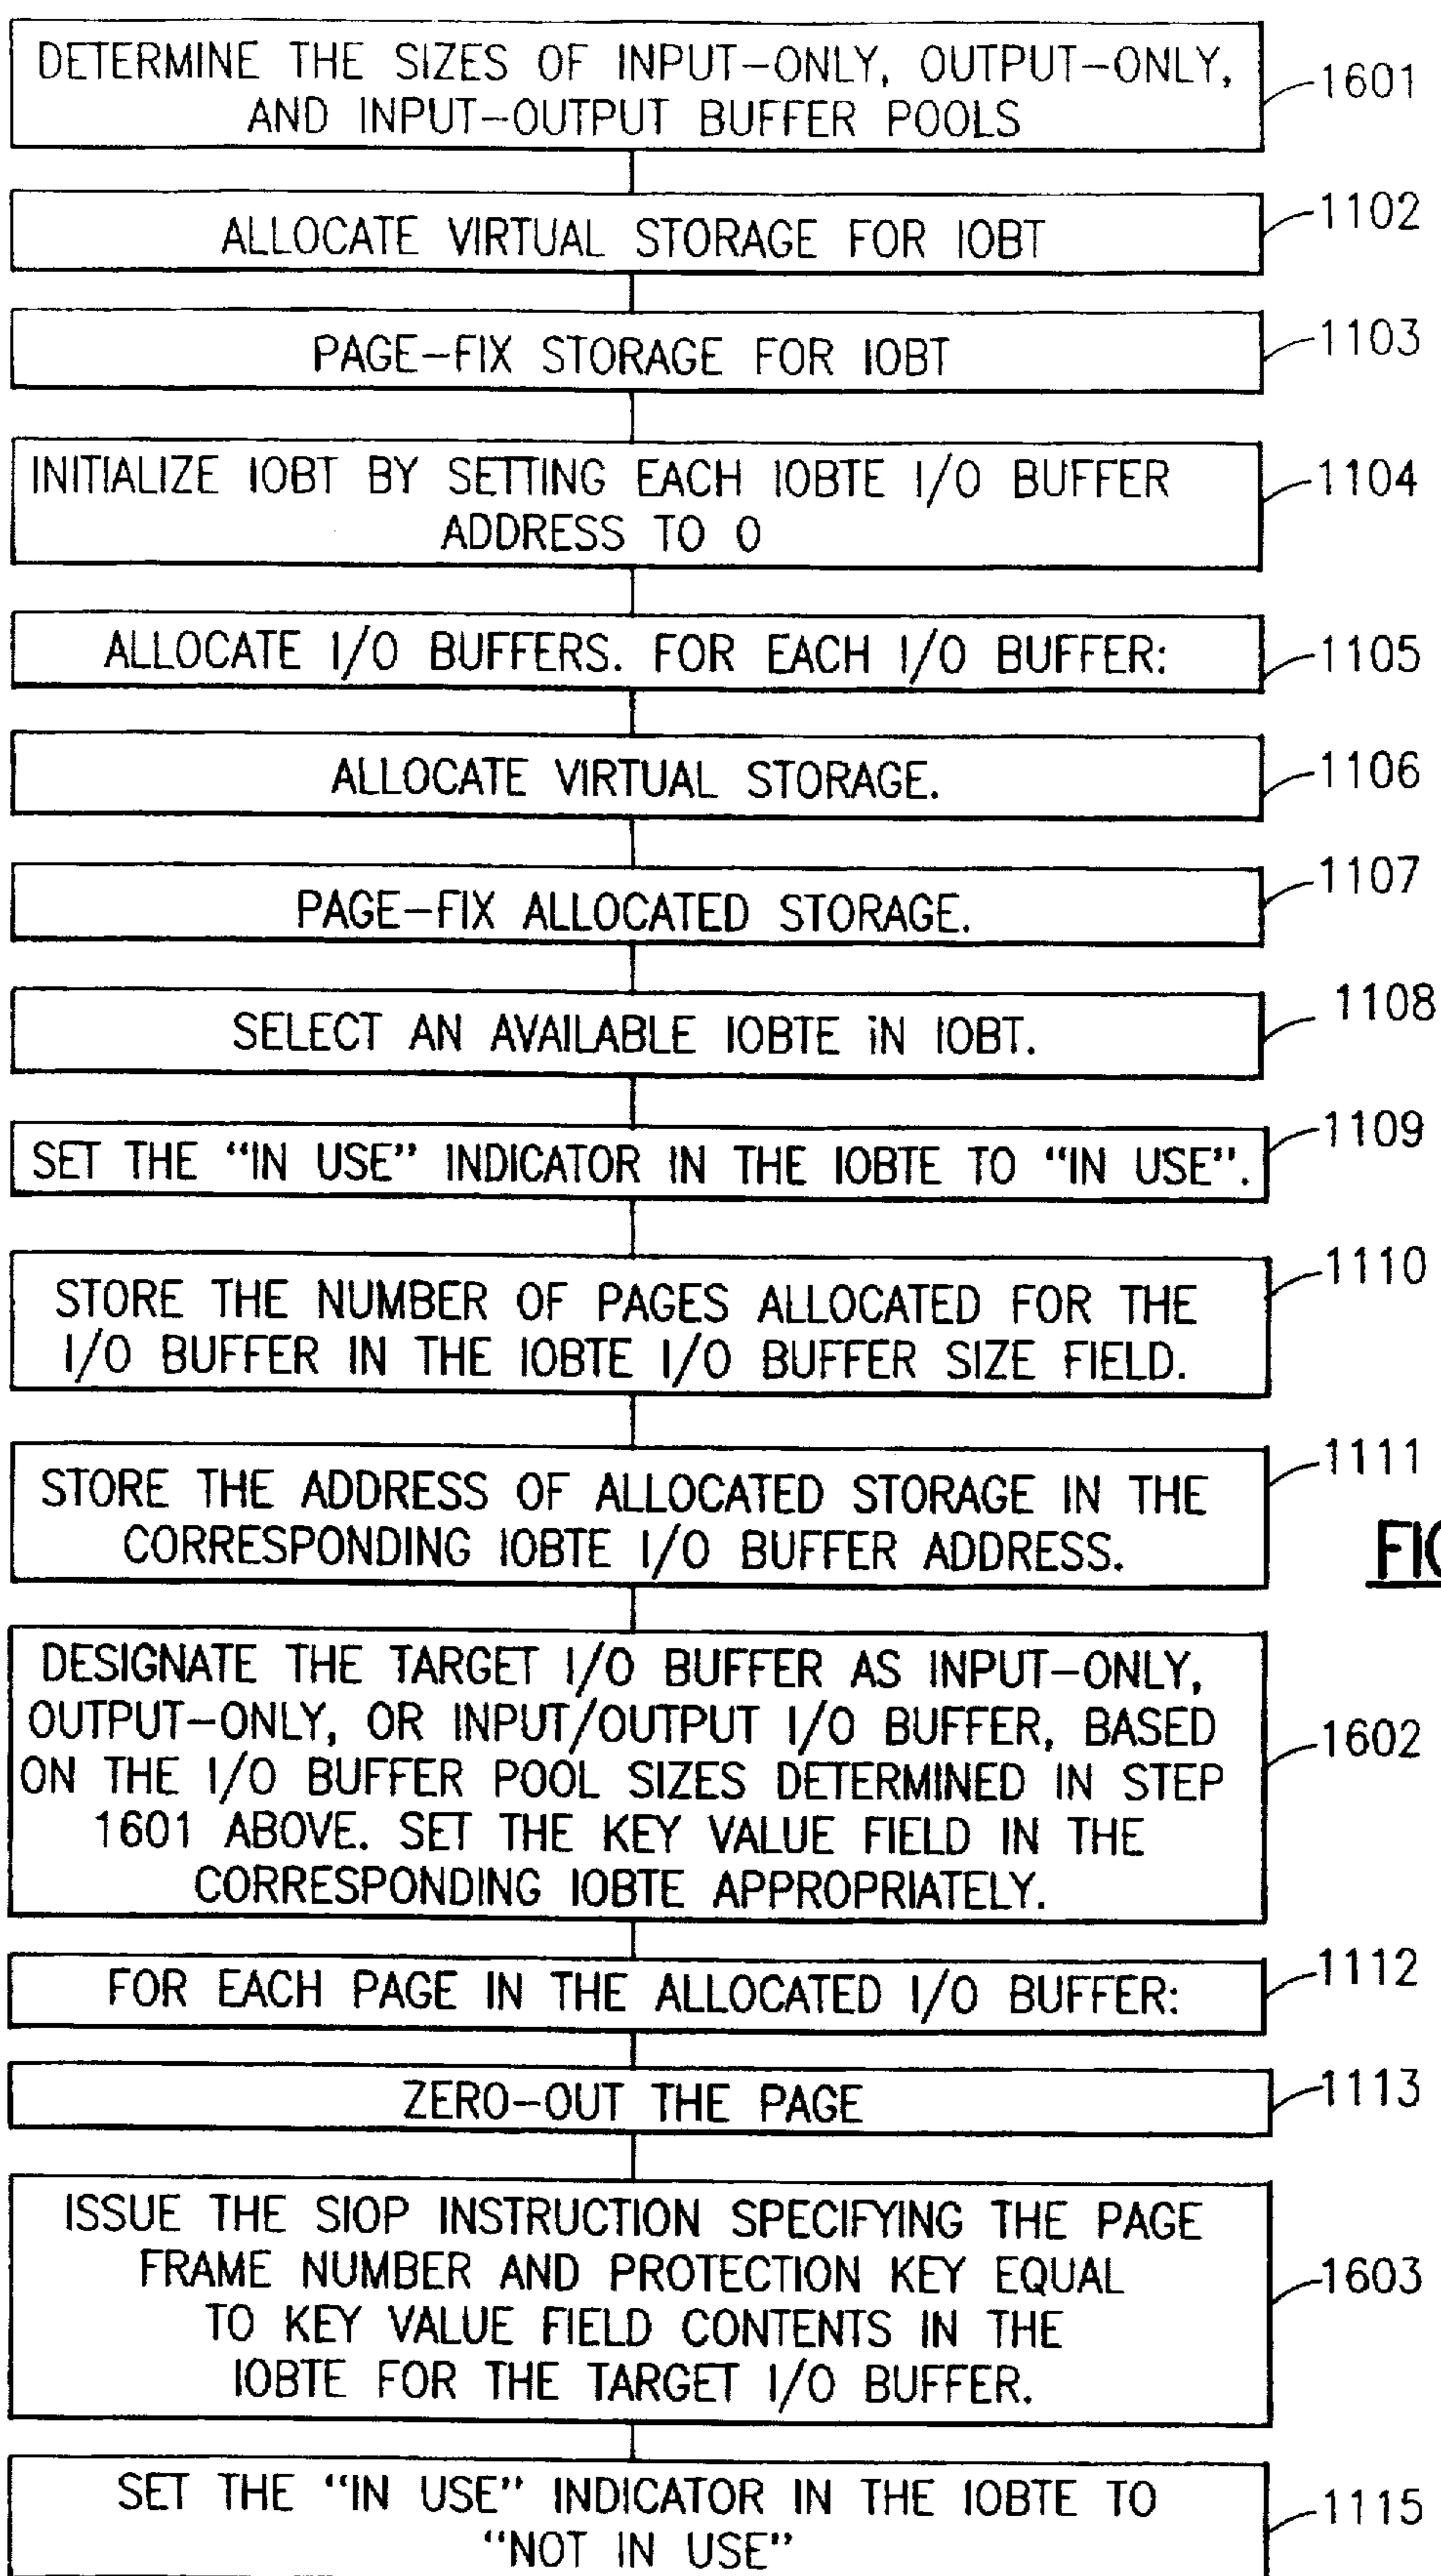 DETERMINE THE SIZES OF INPUT-ONLY, OUTPUT-ONLY,
AND INPUT-OUTPUT BUFFER POOLS
1601
ALLOCATE VIRTUAL STORAGE FOR IOBT
1102
PAGE-FIX STORAGE FOR IOBT
1103
INITIALIZE IOBT BY SETTING EACH IOBTE I/O BUFFER
ADDRESS TO 0
1104
ALLOCATE I/O BUFFERS. FOR EACH I/O BUFFER:
1105
ALLOCATE VIRTUAL STORAGE.
1106
PAGE-FIX ALLOCATED STORAGE.
1107
SELECT AN AVAILABLE IOBTE iN IOBT.
1108
SET THE “IN USE” INDICATOR IN THE IOBTE TO “IN USE”.
1109
STORE THE NUMBER OF PAGES ALLOCATED FOR THE
I/O BUFFER IN THE IOBTE I/O BUFFER SIZE FIELD.
1110
STORE THE ADDRESS OF ALLOCATED STORAGE IN THE
CORRESPONDING IOBTE I/O BUFFER ADDRESS.
1111
FIG
DESIGNATE THE TARGET I/O BUFFER AS INPUT-ONLY,
OUTPUT-ONLY, OR INPUT/OUTPUT I/O BUFFER, BASED
ON THE I/O BUFFER POOL SIZES DETERMINED IN STEP
1601 ABOVE. SET THE KEY VALUE FIELD IN THE
CORRESPONDING IOBTE APPROPRIATELY.
1602
FOR EACH PAGE IN THE ALLOCATED I/O BUFFER:
1112
ZERO-OUT THE PAGE
1113
ISSUE THE SIOP INSTRUCTION SPECIFYING THE PAGE
FRAME NUMBER AND PROTECTION KEY EQUAL
TO KEY VALUE FIELD CONTENTS IN THE
IOBTE FOR THE TARGET I/O BUFFER.
1603
SET THE “IN USE” INDICATOR IN THE IOBTE TO
“NOT IN USE”
1115